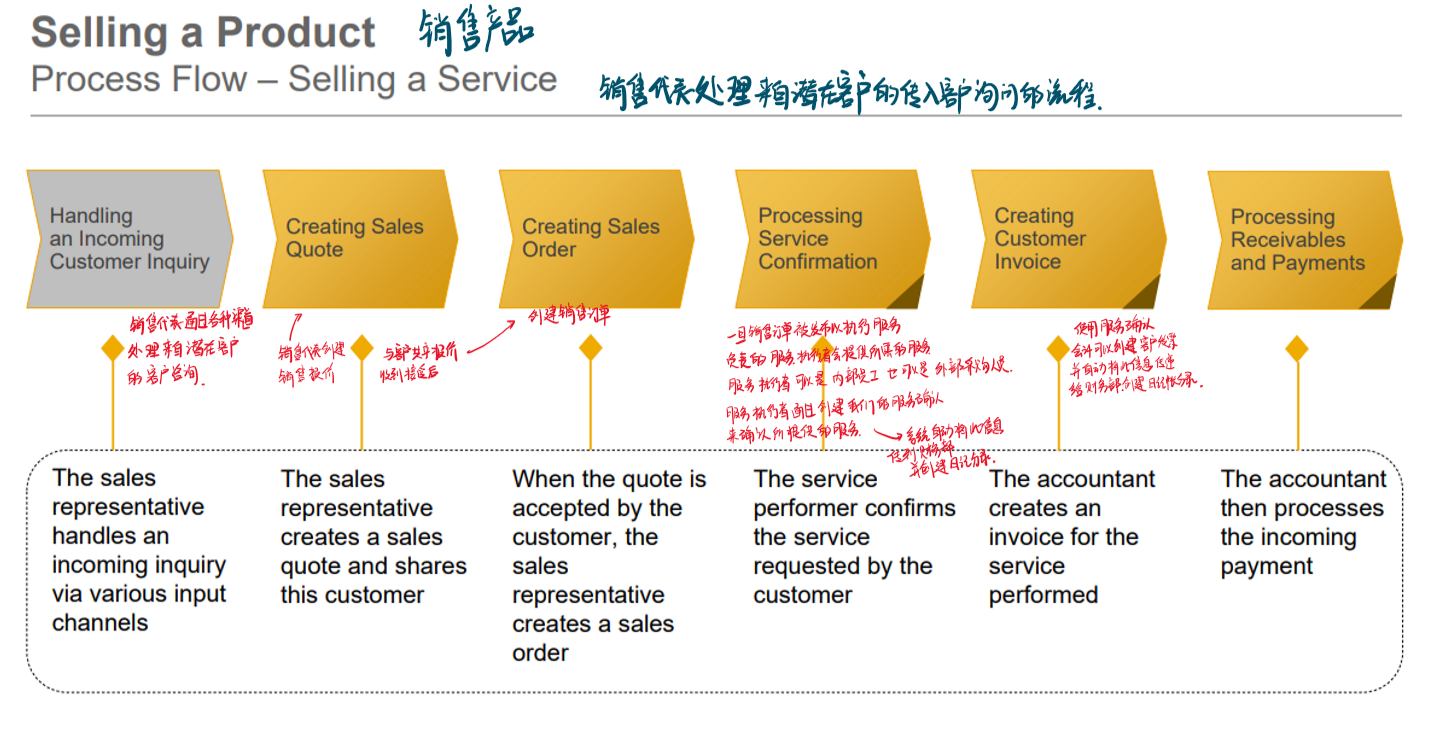 Selling a Product
销售产品
Process Flow – Selling a Service
销售代表处理来自潜在客户的传入客户询问的流程.
Handling
an Incoming
Customer Inquiry
Creating Sales
Quote
Creating Sales
Order
Processing
Service
Confirmation
Creating
Customer
Invoice
Processing
Receivables
and Payments
销售代表通过各种渠道
处理来自潜在客户
的客户咨询.
销售代表创建
销售报价
与客户共享报价
收到接受后
创建销售订单
一旦销售订单被发布以执行服务
负责的服务执行者会提供所需的服务
服务执行者可以是内部员工也可以是外部采购人员.
服务执行者通过创建我们的服务确认
来确认所提供的服务.
系统自动将此信息
传到财务部
并创建日记分录.
使用服务确认
会计可以创建客户发票
并自动将此信息传递
给财务部.创建日记帐分录.
The sales
representative
handles an
incoming inquiry
via various input
channels
The sales
representative
creates a sales
quote and shares
this customer
When the quote is
accepted by the
customer, the
sales
representative
creates a sales
order
The service
performer confirms
the service
requested by the
customer
The accountant
creates an
invoice for the
service
performed
The accountant
then processes
the incoming
payment